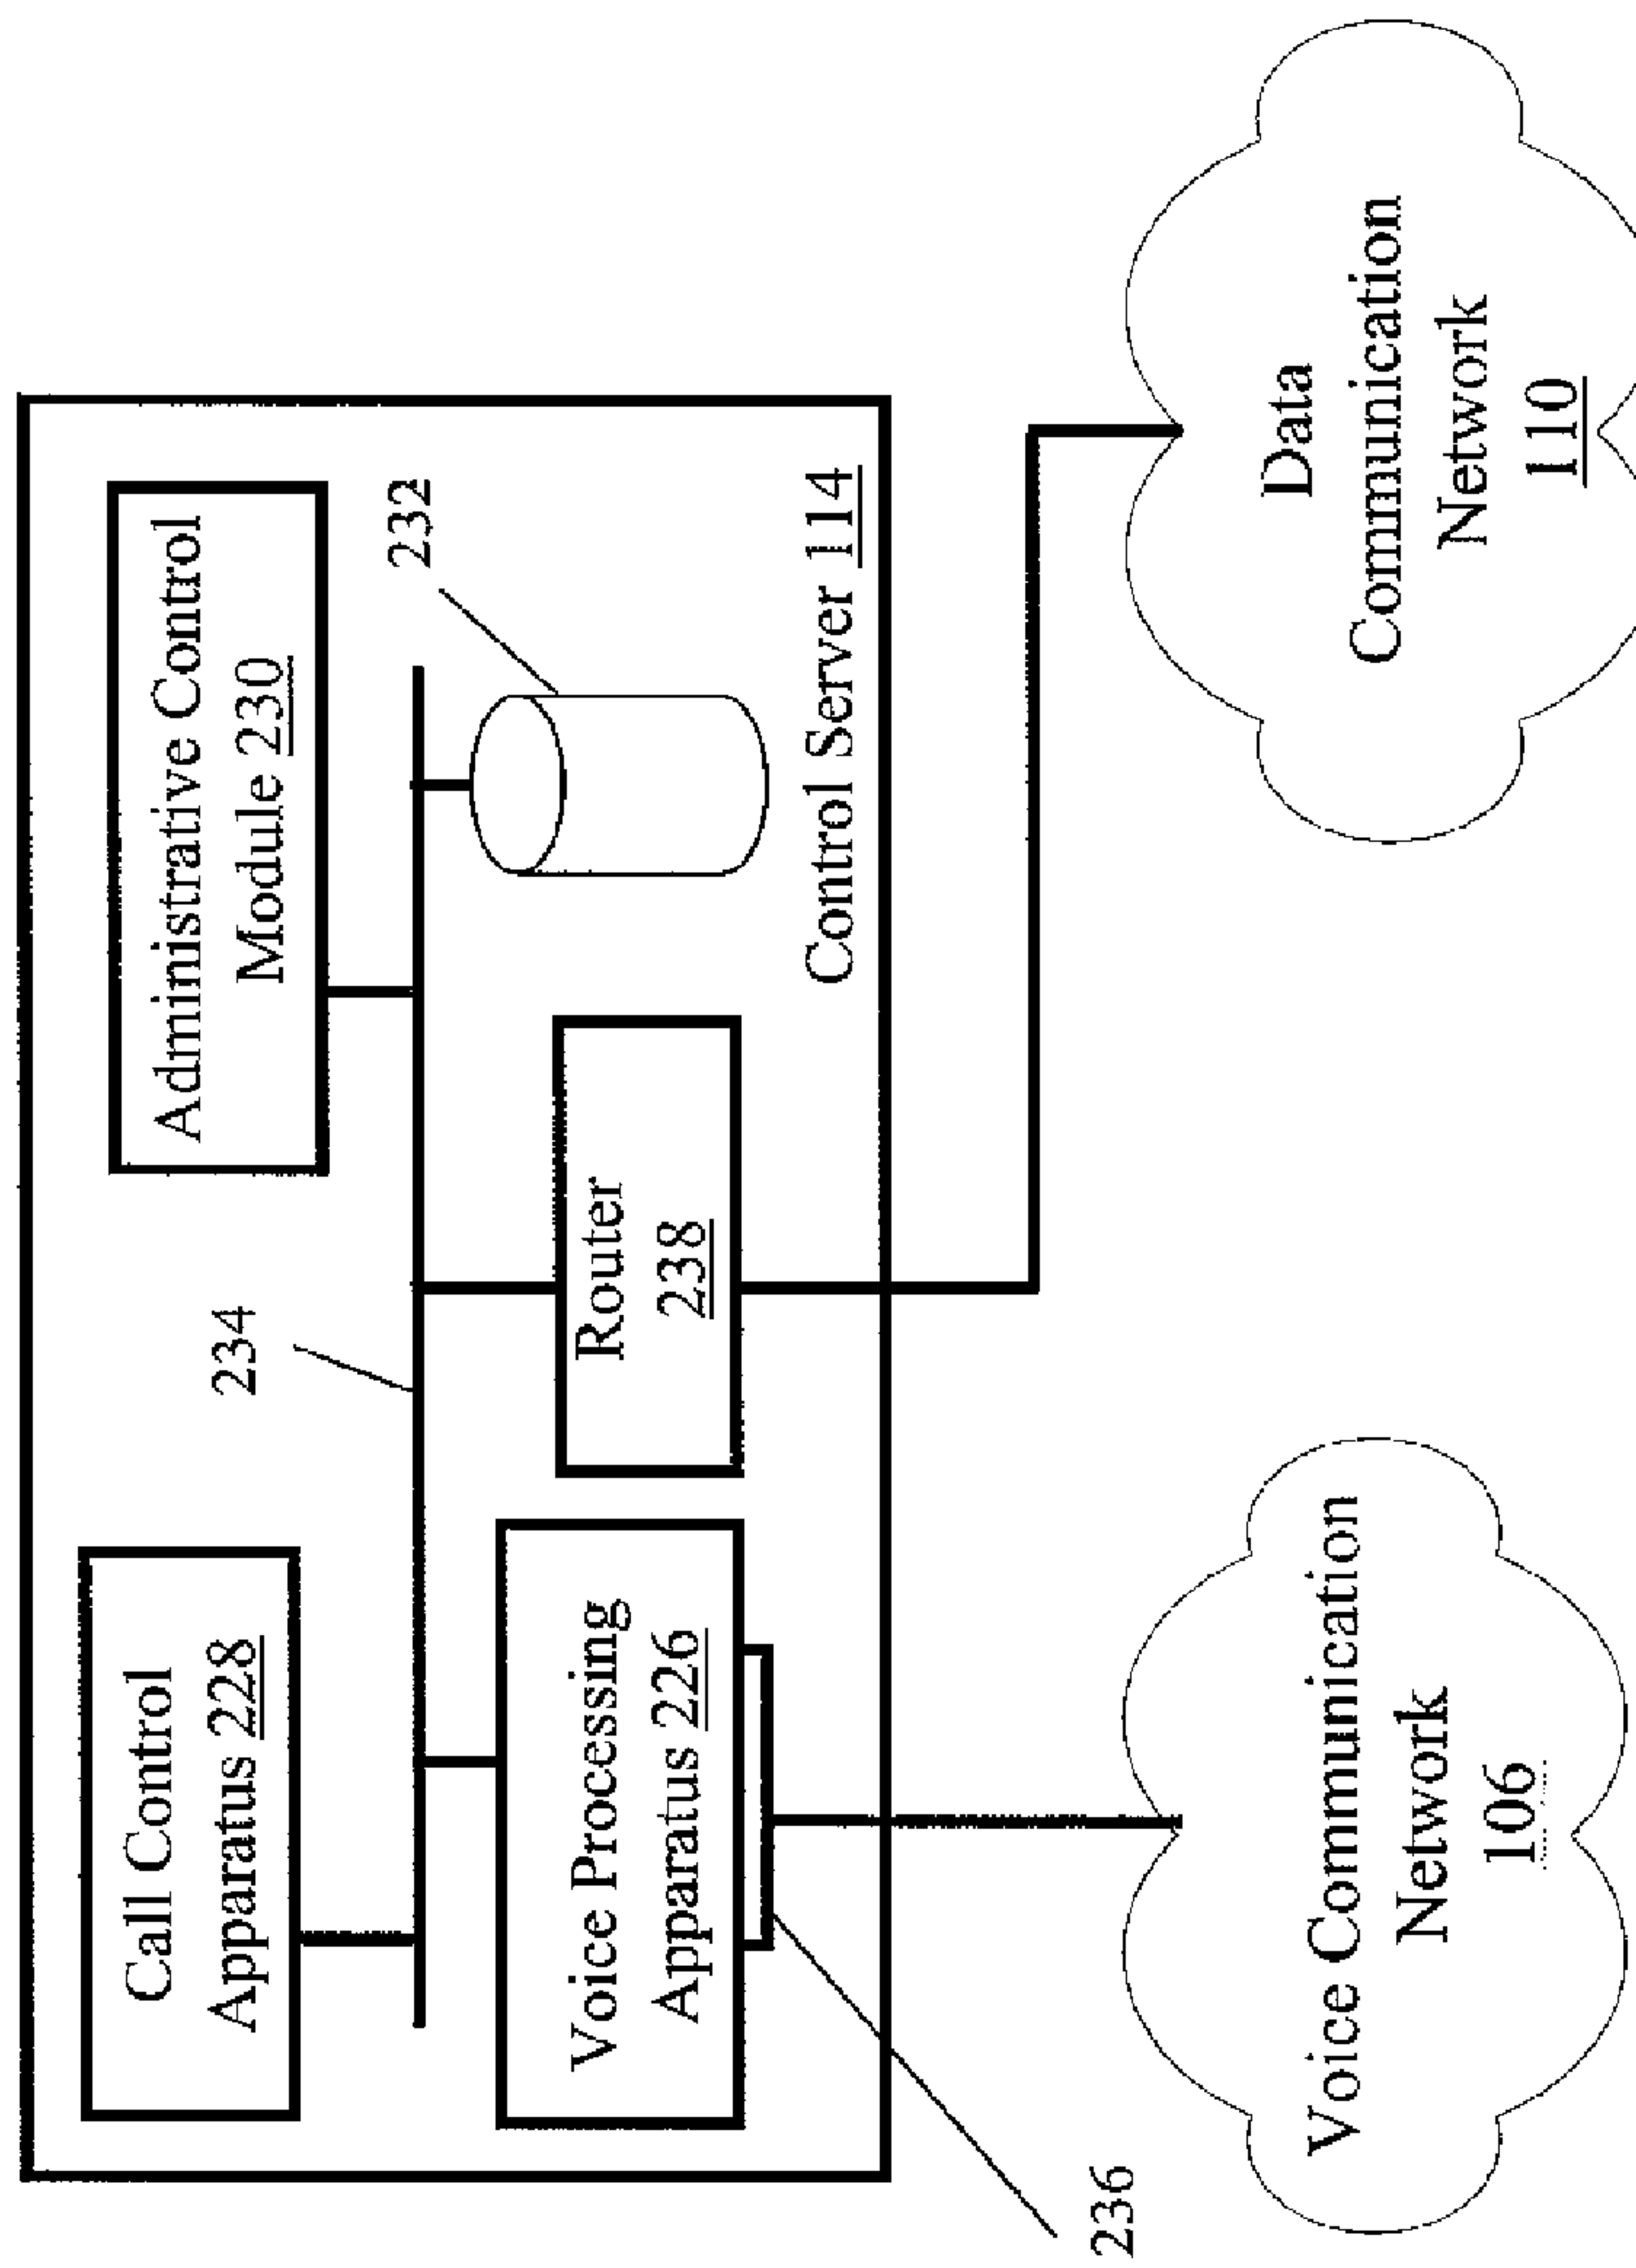 Call Control
Apparatus 228
234
Administrative Control
Module 230
232
Voice Processing
Apparatus 226
Router
238
Control Server 114
236
Voice Communication
Network
106
Data
Communication
Network
110